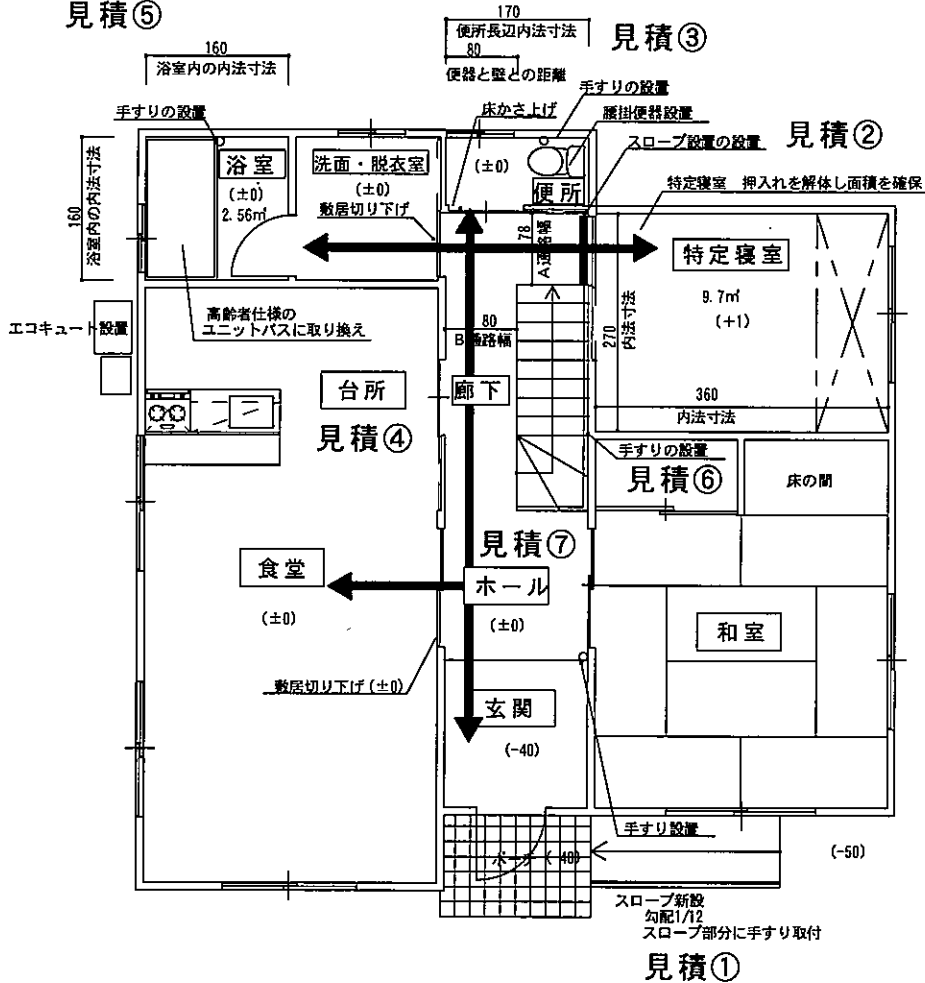 見積⑤
160
浴室内の内法寸法
170
便所長辺内法寸法
80
便器と壁との距離
見積③
手すりの設置
床かさ上げ
手すりの設置
腰掛便器設置
スロープ設置の設置
見積②
特定寝室 押入れを解体し面積を確保
浴室
(±0)
2.56㎡
洗面・脱衣室
(±0)
敷居切り下げ
(±0)
便所
160
浴室内の内法寸法
78
A通路幅
特定寝室
9.7㎡
(+1)
270
内法寸法
360
内法寸法
エコキュート設置
高齢者仕様の
ユニットバスに取り換え
80
B通路幅
台所
廊下
見積④
手すりの設置
見積⑥
床の間
見積⑦
食堂
(±0)
ホール
(±0)
和室
敷居切り下げ(±0)
玄関
(-40)
手すり設置
ポーチ(-40)
(-50)
スロープ新設
勾配1/12
スロープ部分に手すり取付
見積①